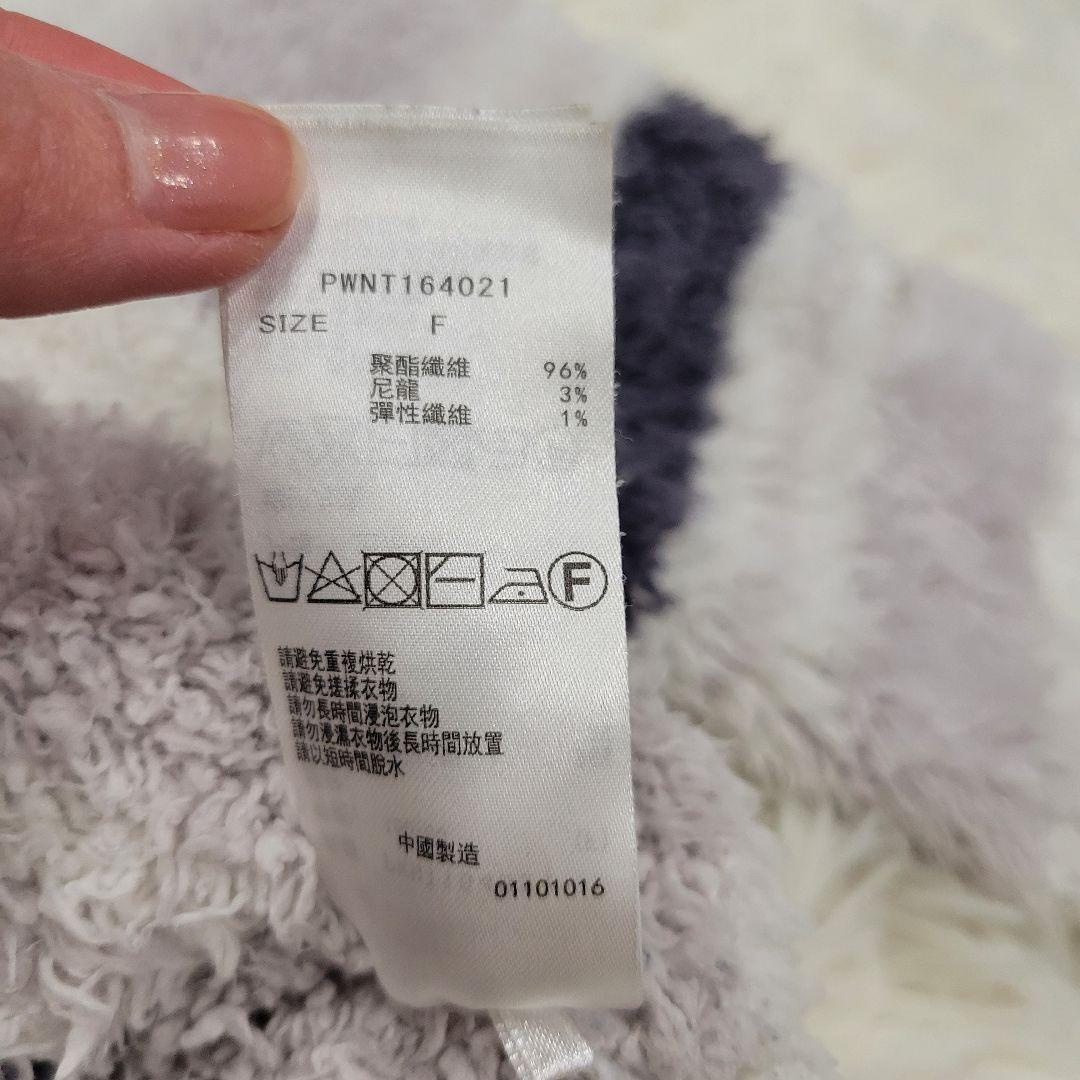 PWNT164021
SIZE F
聚酯纖維 96%
尼龍 3%
彈性纖維 1%
F
請避免重複烘乾
請避免搓揉衣物
請勿長時間浸泡衣物
請勿浸濕衣物後長時間放置
請以短時間脫水
中國製造
01101016